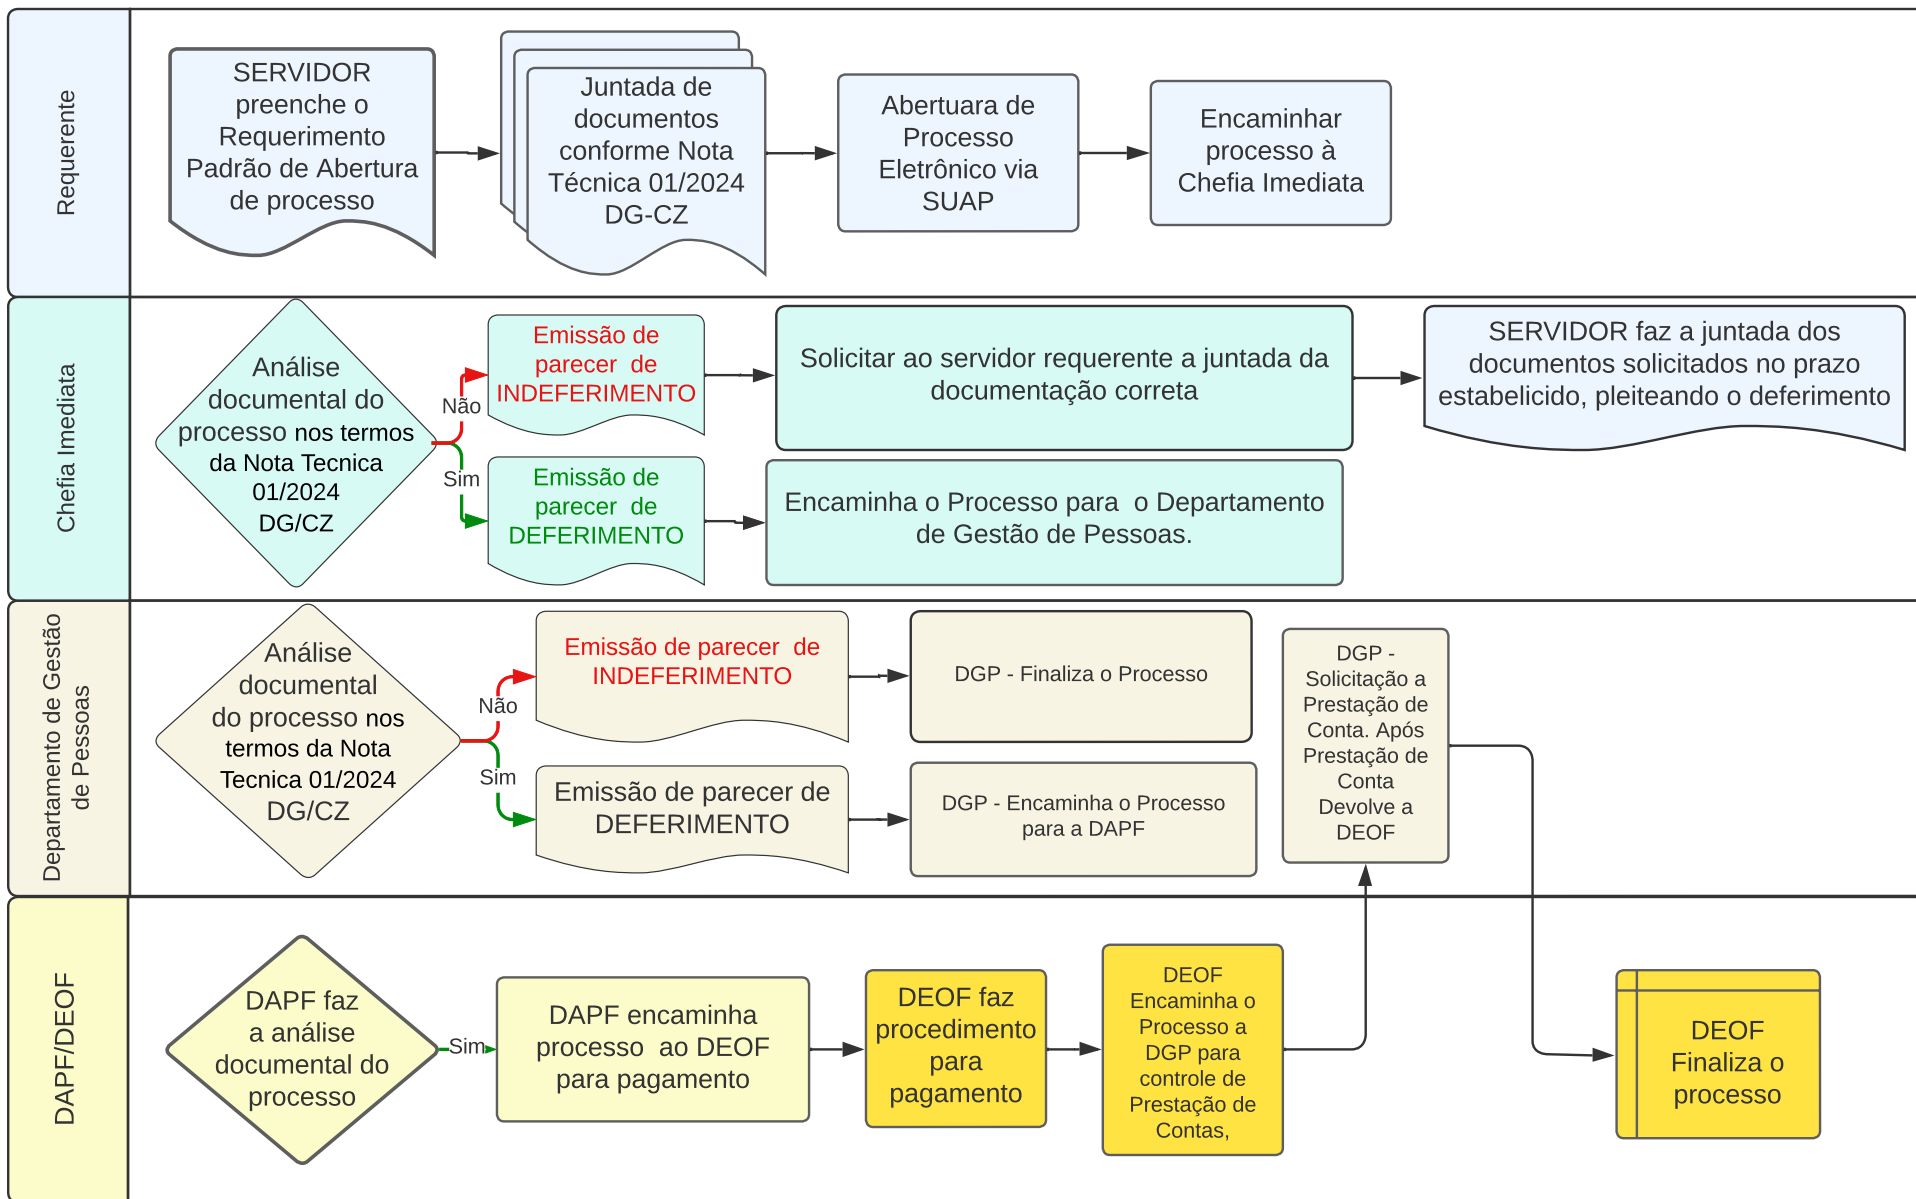 Requerente
SERVIDOR
preenche o
Requerimento
Padrão de Abertura
de processo
Juntada de
documentos
conforme Nota
Técnica 01/2024
DG-CZ
Abertuara de
Processo
Eletrônico via
SUAP
Encaminhar
processo à
Chefia Imediata
Chefia Imediata
Análise
documental do
processo nos termos
da Nota Tecnica
01/2024
DG/CZ
Não
Sim
Emissão de
parecer  de
INDEFERIMENTO
Solicitar ao servidor requerente a juntada da
documentação correta
SERVIDOR faz a juntada dos
documentos solicitados no prazo
estabelicido, pleiteando o deferimento
Emissão de
parecer  de
DEFERIMENTO
Encaminha o Processo para  o Departamento
de Gestão de Pessoas.
Departamento de Gestão
de Pessoas
Análise
documental
do processo nos
termos da Nota
Tecnica 01/2024
DG/CZ
Não
Sim
Emissão de parecer  de
INDEFERIMENTO
DGP - Finaliza o Processo
Emissão de parecer de
DEFERIMENTO
DGP - Encaminha o Processo
para a DAPF
DGP -
Solicitação a
Prestação de
Conta. Após
Prestação de
Conta
Devolve a
DEOF
DAPF/DEOF
DAPF faz
a análise
documental do
processo
Sim
DAPF encaminha
processo  ao DEOF
para pagamento
DEOF faz
procedimento
para
pagamento
DEOF
Encaminha o
Processo a
DGP para
controle de
Prestação de
Contas,
DEOF
Finaliza o
processo